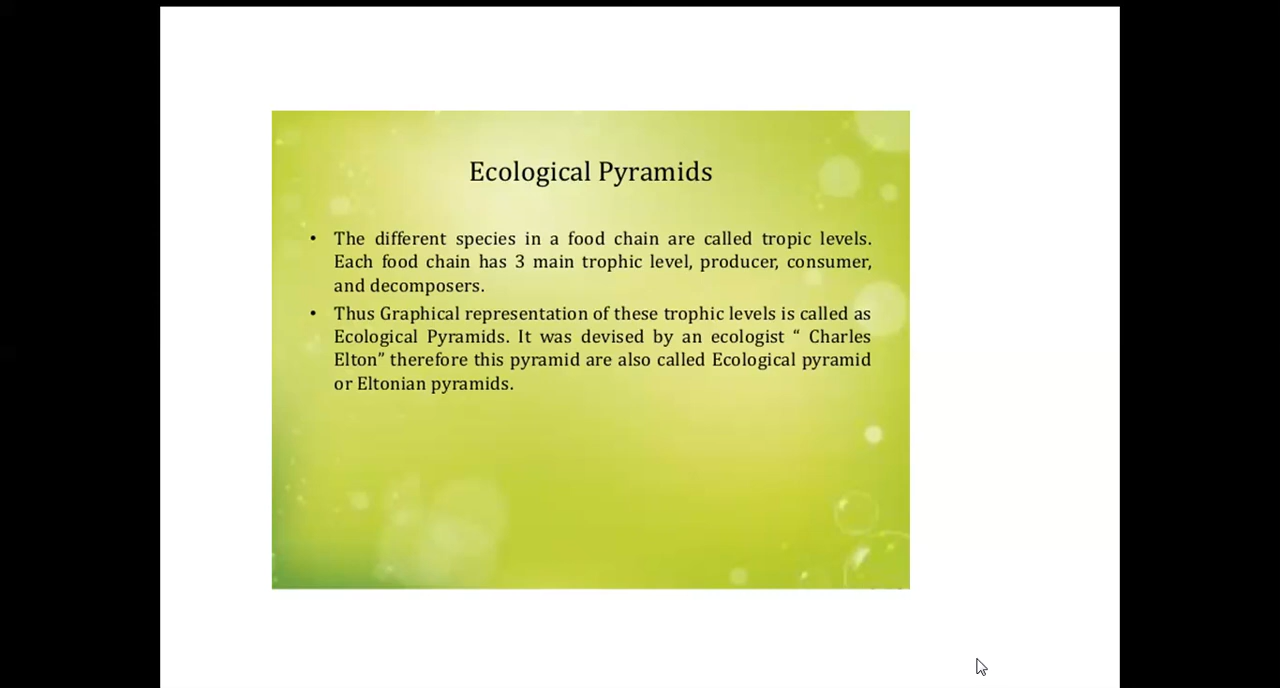 Ecological Pyramids
• The different species in a food chain are called tropic levels.
Each food chain has 3 main trophic level, producer, consumer,
and decomposers.
• Thus Graphical representation of these trophic levels is called as
Ecological Pyramids. It was devised by an ecologist “ Charles
Elton” therefore this pyramid are also called Ecological pyramid
or Eltonian pyramids.